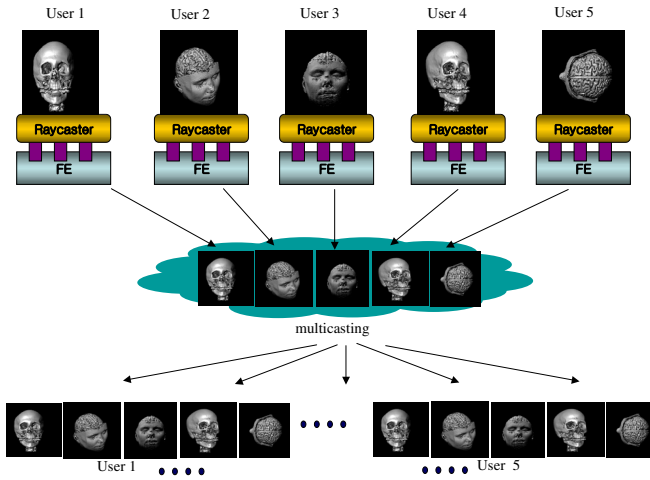 User 1 User 2 User 3 User 4 User 5
Raycaster Raycaster Raycaster Raycaster Raycaster
FE FE FE FE FE
multicasting
User 1 User 5